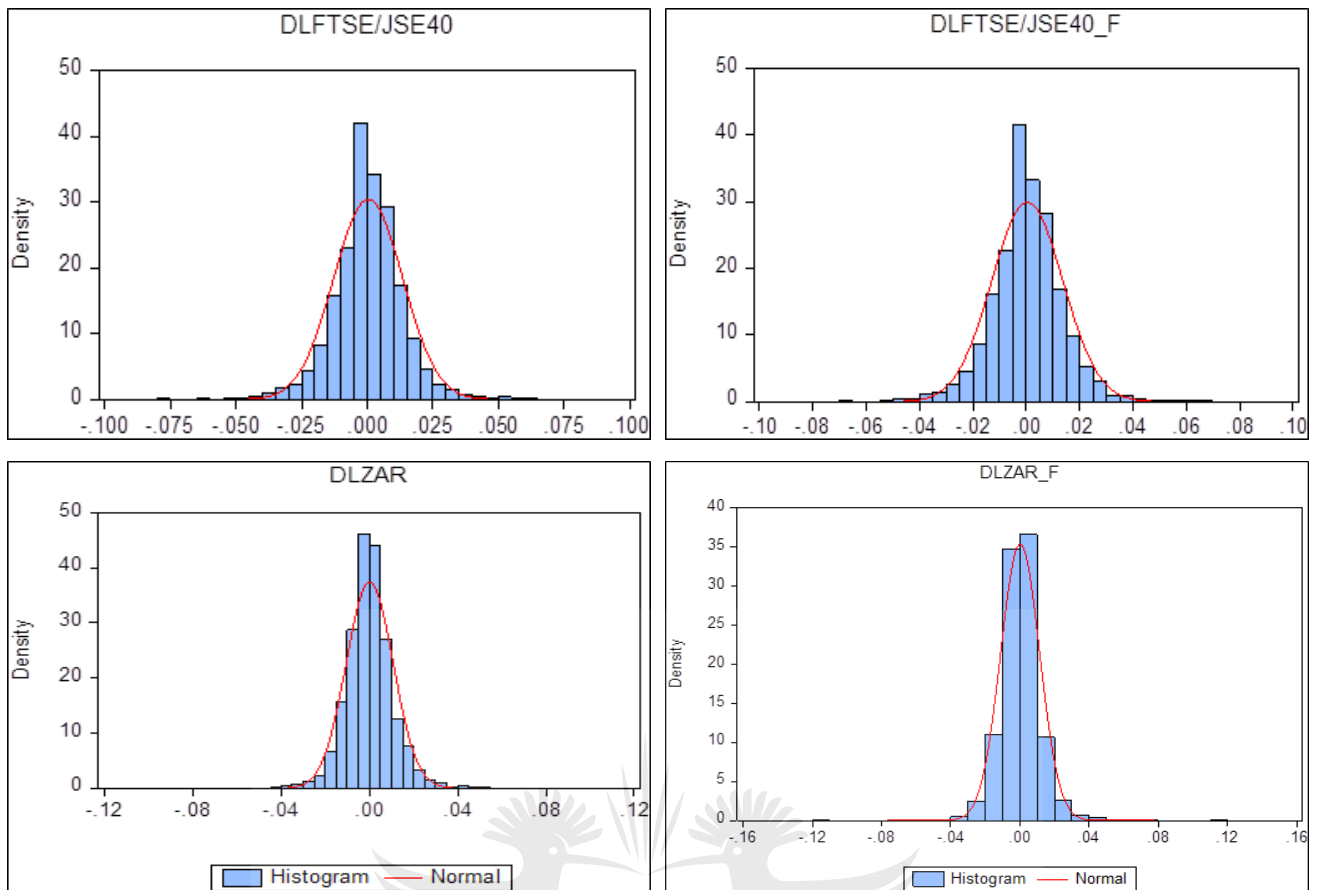 DLFTSE/JSE40
50
40
30
20
10
0
Density
-.100 -.075 -.050 -.025 .000 .025 .050 .075 .100
DLFTSE/JSE40_F
50
40
30
20
10
0
Density
-.10 -.08 -.06 -.04 -.02 .00 .02 .04 .06 .08 .10
DLZAR
50
40
30
20
10
0
Density
-.12 -.08 -.04 .00 .04 .08 .12
Histogram Normal
DLZAR_F
40
35
30
25
20
15
10
5
0
Density
-.16 -.12 -.08 -.04 .00 .04 .08 .12 .16
Histogram Normal